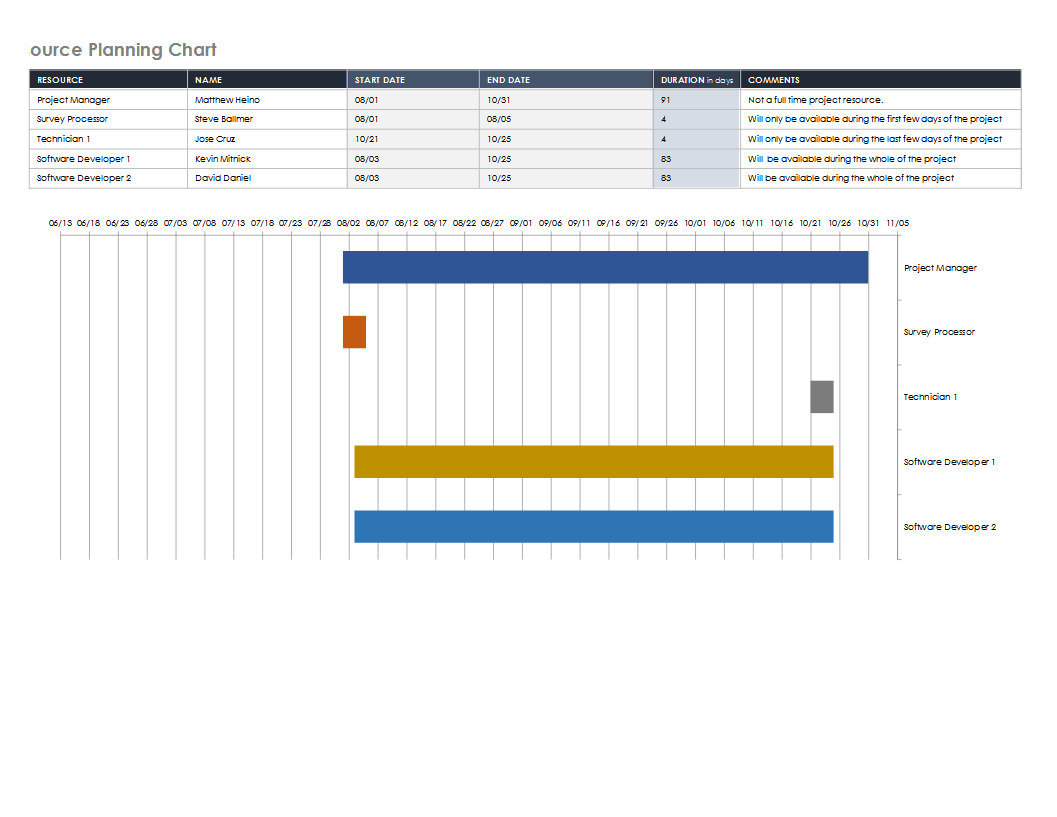 ource Planning Chart
RESOURCE NAME START DATE END DATE DURATION in days COMMENTS
Project Manager Matthew Heino 08/01 10/31 91 Not a full time project resource.
Survey Processor Steve Ballmer 08/01 08/05 4 Will only be available during the first few days of the project
Technician 1 Jose Cruz 10/21 10/25 4 Will only be available during the last few days of the project
Software Developer 1 Kevin Mitnick 08/03 10/25 83 Will be available during the whole of the project
Software Developer 2 David Daniel 08/03 10/25 83 Will be available during the whole of the project
06/13 06/18 06/23 06/28 07/03 07/08 07/13 07/18 07/23 07/28 08/02 08/07 08/12 08/17 08/22 08/27 09/01 09/06 09/11 09/16 09/21 09/26 10/01 10/06 10/11 10/16 10/21 10/26 10/31 11/05
Project Manager
Survey Processor
Technician 1
Software Developer 1
Software Developer 2